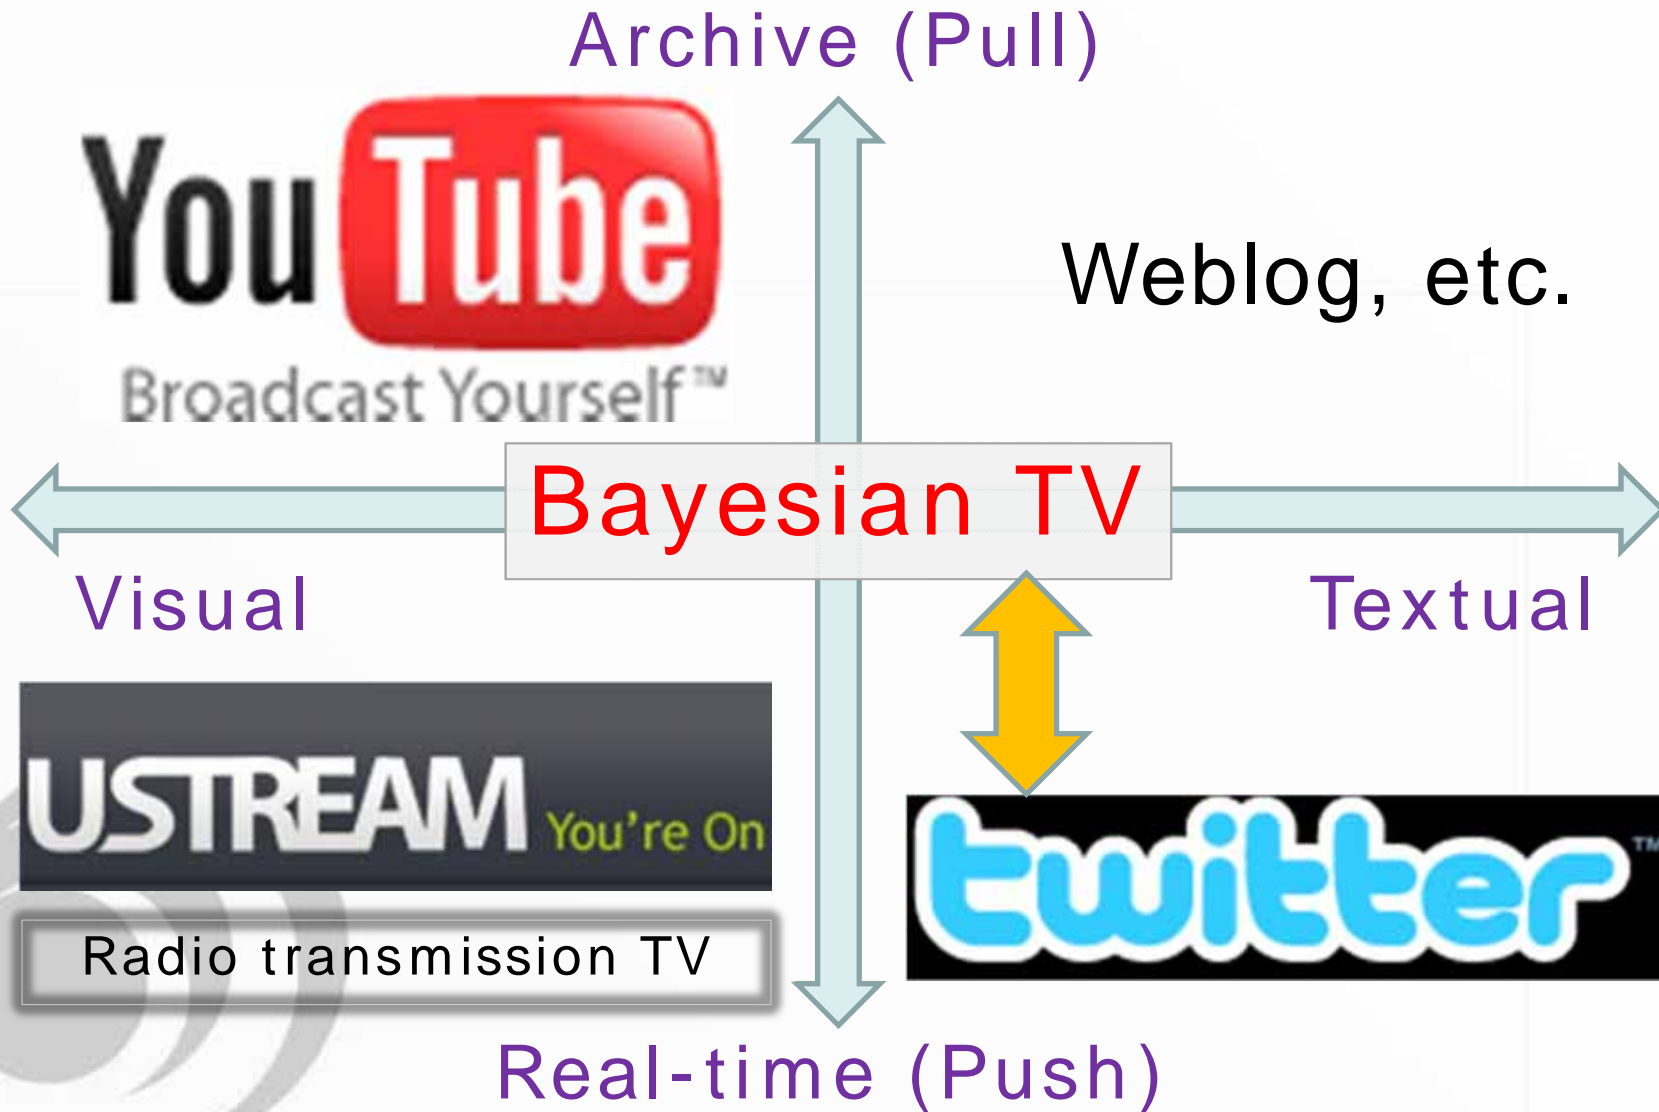 Archive (Pull)
YouTube
Broadcast Yourself™
Weblog, etc.
Bayesian TV
Visual
Textual
USTREAM You're On
twitter™
Radio transmission TV
Real-time (Push)